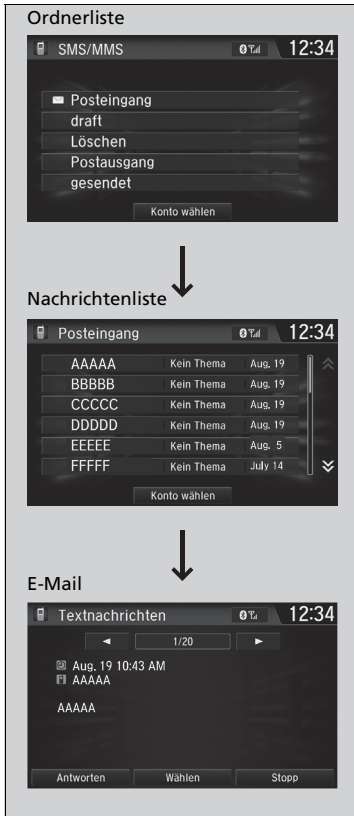 Ordnerliste
SMS/MMS 12:34
Posteingang
draft
Löschen
Postausgang
gesendet
Konto wählen
Nachrichtenliste
Posteingang 12:34
AAAAA Kein Thema Aug. 19
BBBBB Kein Thema Aug. 19
CCCCC Kein Thema Aug. 19
DDDDD Kein Thema Aug. 19
EEEEE Kein Thema Aug. 5
FFFFF Kein Thema July 14
Konto wählen
E-Mail
Textnachrichten 12:34
1/20
Aug. 19 10:43 AM
AAAAA
AAAAA
Antworten Wählen Stopp